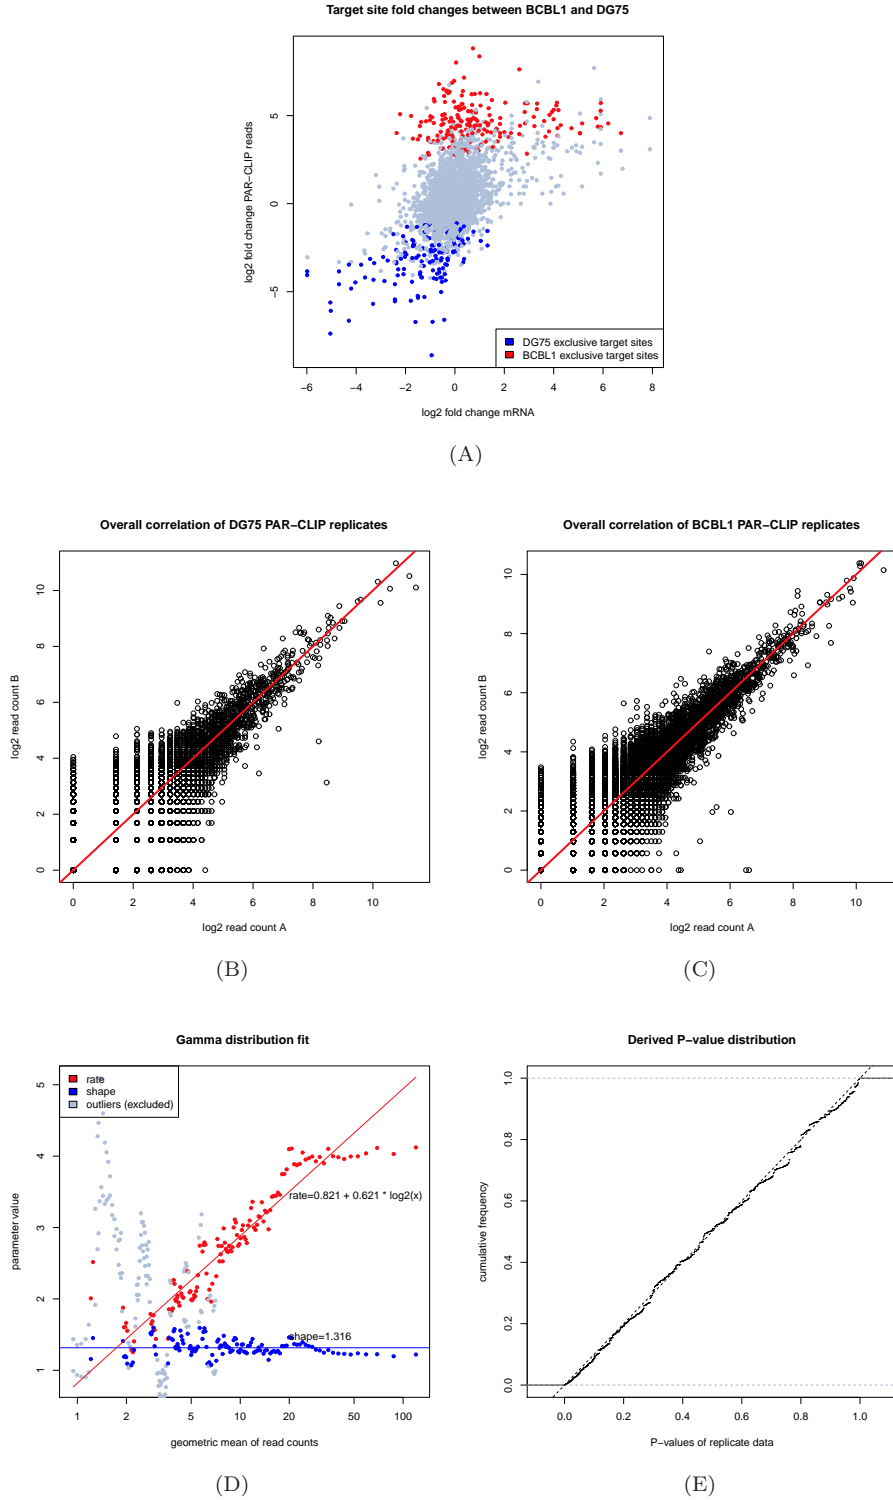 Target site fold changes between BCBL1 and DG75
log2 fold change PAR−CLIP reads
5
0
−5
DG75 exclusive target sites
BCBL1 exclusive target sites
−6 −4 −2 0 2 4 6 8
log2 fold change mRNA
(A)
Overall correlation of DG75 PAR−CLIP replicates
log2 read count B
10
8
6
4
2
0
0 2 4 6 8 10
log2 read count A
(B)
Overall correlation of BCBL1 PAR−CLIP replicates
log2 read count B
10
8
6
4
2
0
0 2 4 6 8 10
log2 read count A
(C)
Gamma distribution fit
rate
shape
outliers (excluded)
parameter value
5
4
3
2
1
rate=0.821 + 0.621 * log2(x)
shape=1.316
1 2 5 10 20 50 100
geometric mean of read counts
(D)
Derived P−value distribution
cumulative frequency
1.0
0.8
0.6
0.4
0.2
0.0
0.0 0.2 0.4 0.6 0.8 1.0
P−values of replicate data
(E)